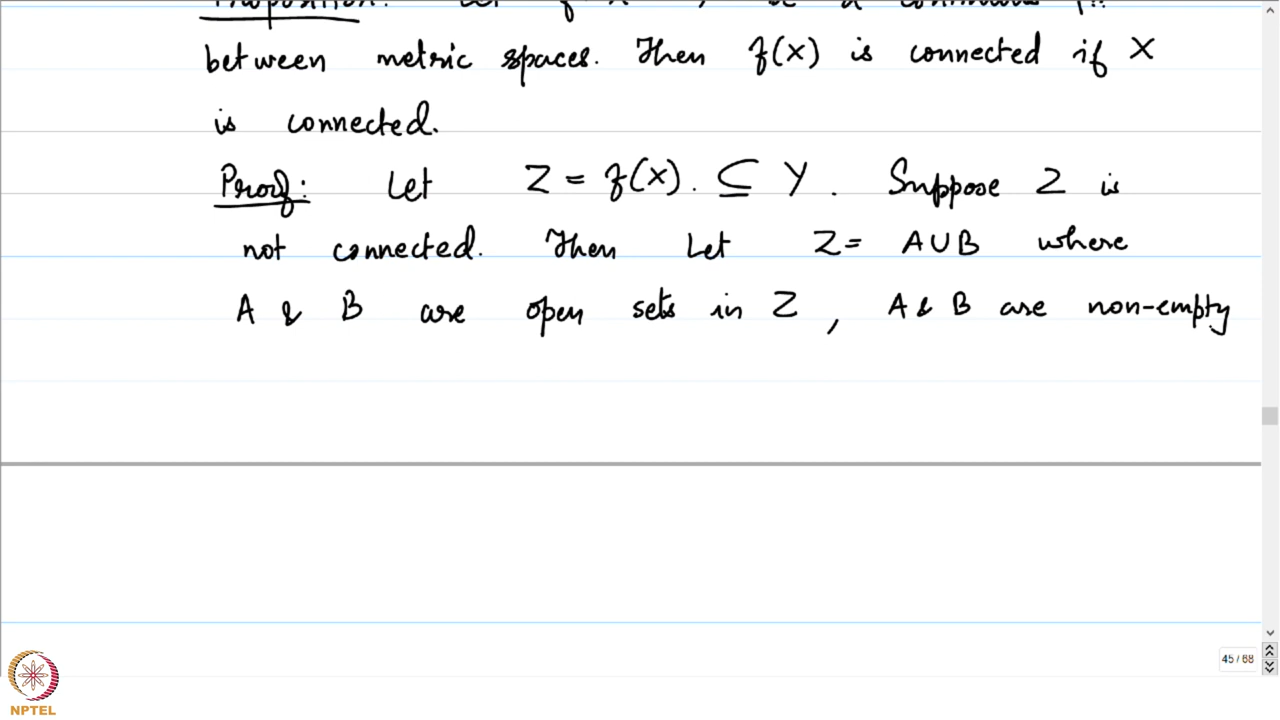 between metric spaces. Then f(X) is connected if X
is connected.
Proof: Let Z = f(X). ⊆ Y. Suppose Z is
not connected. Then Let Z = A ∪ B where
A & B are open sets in Z, A & B are non-empty
45 / 68
NPTEL